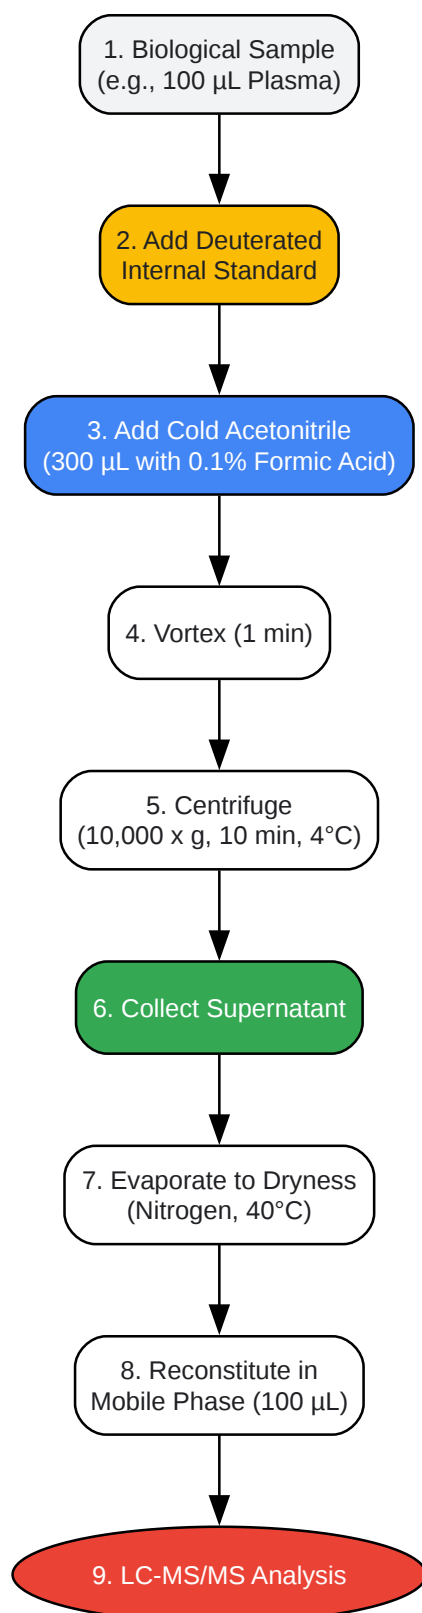 1. Biological Sample
(e.g., 100 µL Plasma)
2. Add Deuterated
Internal Standard
3. Add Cold Acetonitrile
(300 µL with 0.1% Formic Acid)
4. Vortex (1 min)
5. Centrifuge
(10,000 x g, 10 min, 4°C)
6. Collect Supernatant
7. Evaporate to Dryness
(Nitrogen, 40°C)
8. Reconstitute in
Mobile Phase (100 µL)
9. LC-MS/MS Analysis